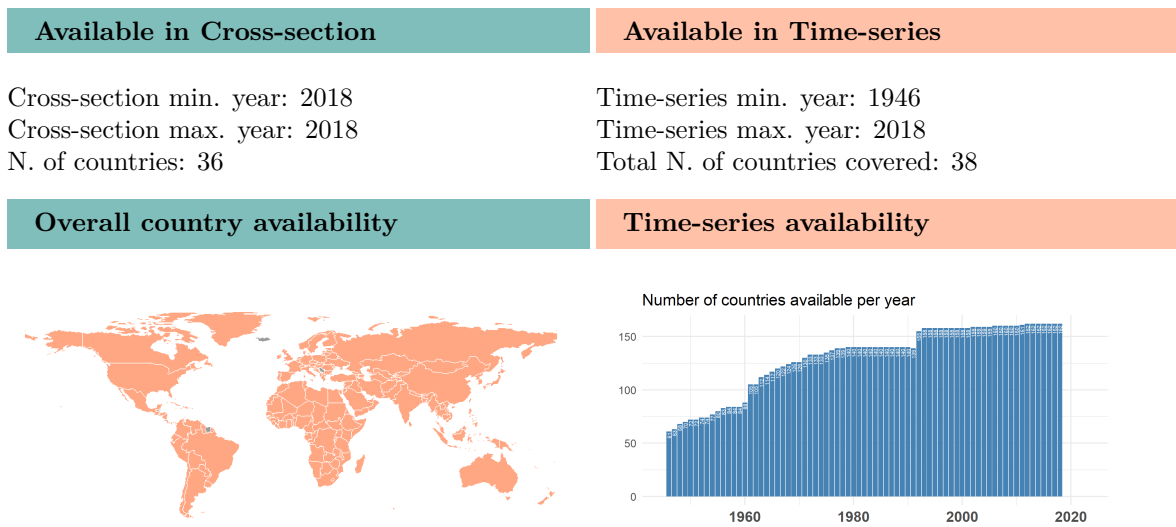 Available in Cross-section
Available in Time-series
Cross-section min. year: 2018
Cross-section max. year: 2018
N. of countries: 36
Time-series min. year: 1946
Time-series max. year: 2018
Total N. of countries covered: 38
Overall country availability
Time-series availability
Number of countries available per year
150
100
50
0
1960 1980 2000 2020